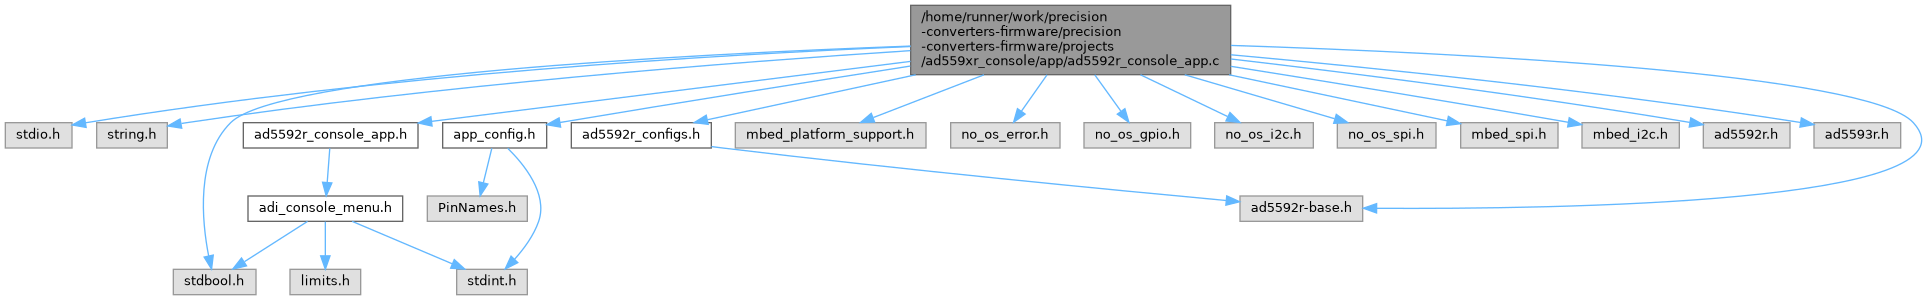 /home/runner/work/precision
-converters-firmware/precision
-converters-firmware/projects
/ad559xr_console/app/ad5592r_console_app.c
stdio.h
string.h
ad5592r_console_app.h
app_config.h
ad5592r_configs.h
mbed_platform_support.h
no_os_error.h
no_os_gpio.h
no_os_i2c.h
no_os_spi.h
mbed_spi.h
mbed_i2c.h
ad5592r.h
ad5593r.h
adi_console_menu.h
PinNames.h
ad5592r-base.h
stdbool.h
limits.h
stdint.h